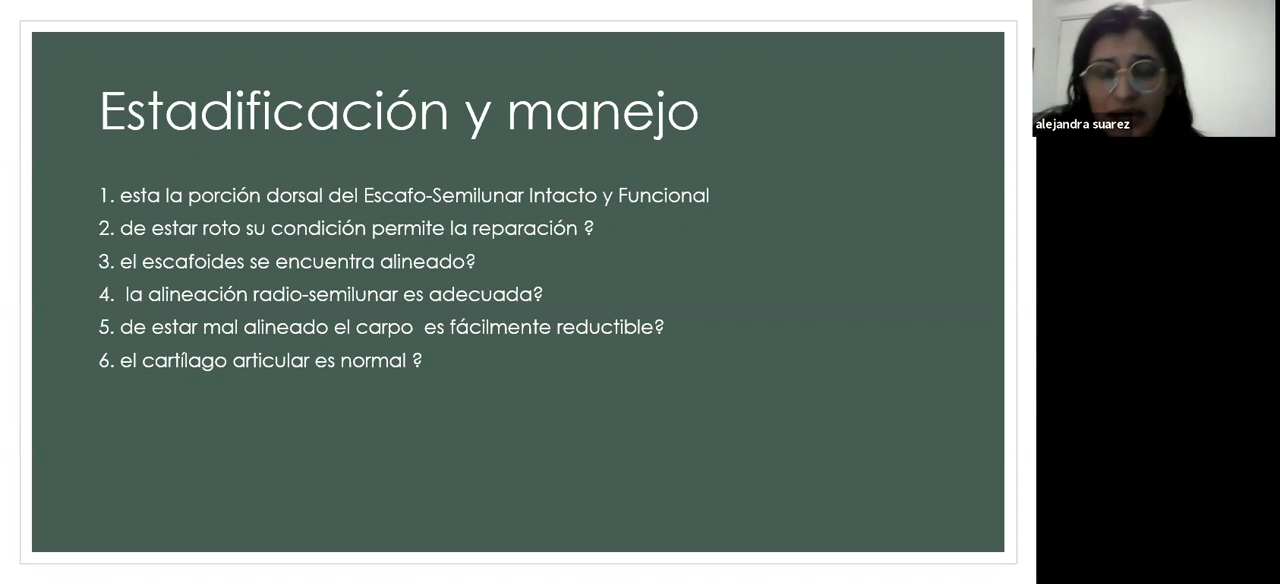 Estadificación y manejo
1. esta la porción dorsal del Escafo-Semilunar Intacto y Funcional
2. de estar roto su condición permite la reparación ?
3. el escafoides se encuentra alineado?
4.  la alineación radio-semilunar es adecuada?
5. de estar mal alineado el carpo  es fácilmente reductible?
6. el cartílago articular es normal ?
alejandra suarez